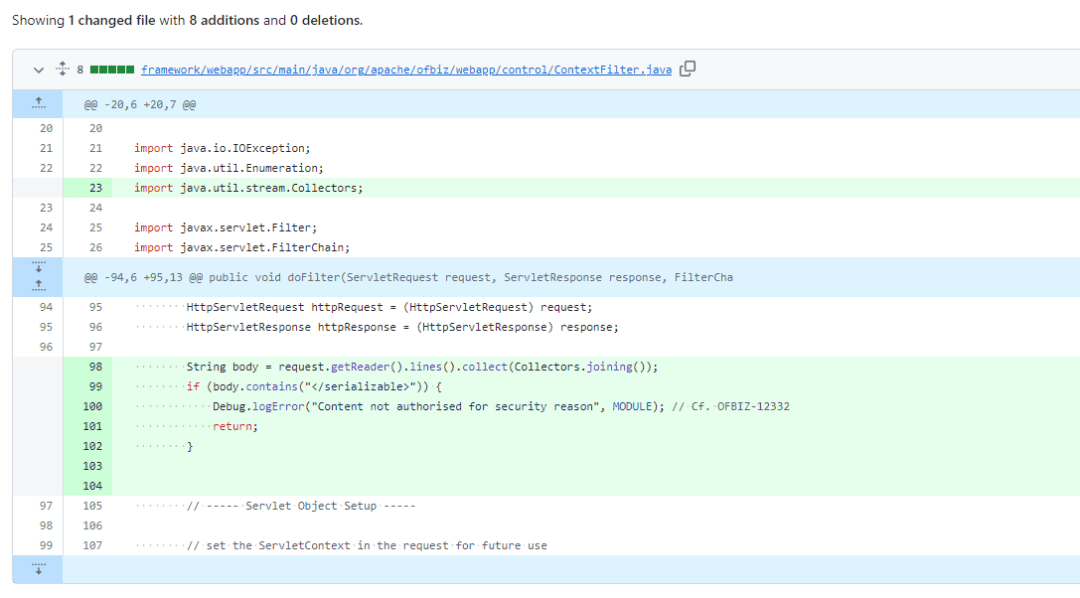 Showing 1 changed file with 8 additions and 0 deletions.
8 framework/webapp/src/main/java/org/apache/ofbiz/webapp/control/ContextFilter.java
@@ -20,6 +20,7 @@
20 20
21 21 import java.io.IOException;
22 22 import java.util.Enumeration;
23 import java.util.stream.Collectors;
23 24
24 25 import javax.servlet.Filter;
25 26 import javax.servlet.FilterChain;
@@ -94,6 +95,13 @@ public void doFilter(ServletRequest request, ServletResponse response, FilterCha
94 95 HttpServletRequest httpRequest = (HttpServletRequest) request;
95 96 HttpServletResponse httpResponse = (HttpServletResponse) response;
96 97
98 String body = request.getReader().lines().collect(Collectors.joining());
99 if (body.contains("</serializable>")) {
100 Debug.logError("Content not authorised for security reason", MODULE); // Cf. OFBIZ-12332
101 return;
102 }
103
104
97 105 // ----- Servlet Object Setup -----
98 106
99 107 // set the ServletContext in the request for future use